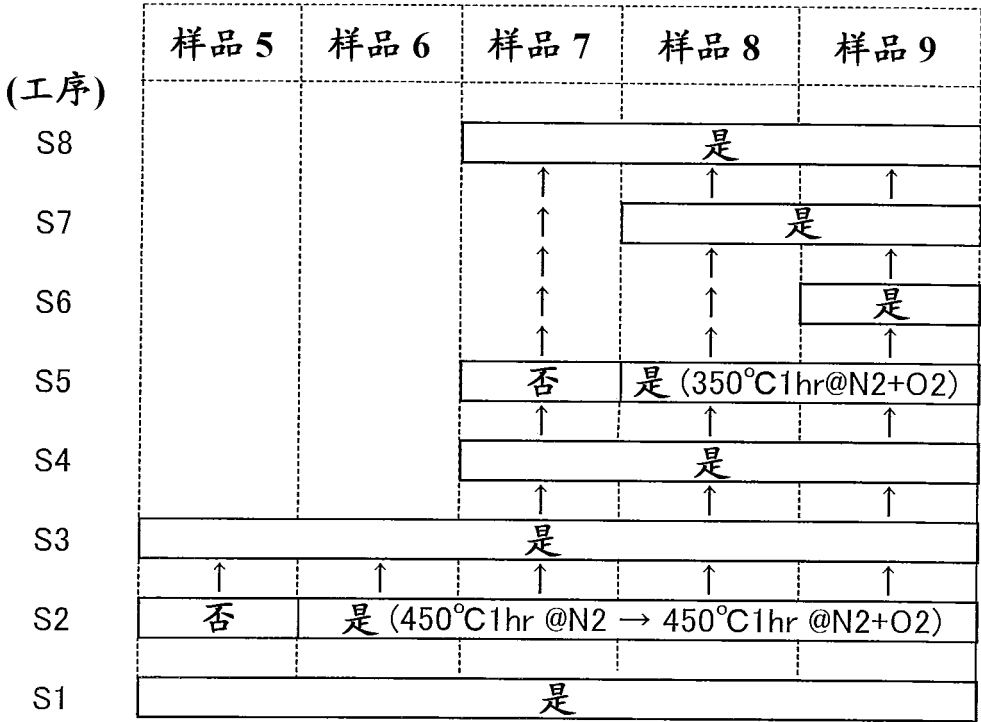 样品 5 样品 6 样品 7 样品 8 样品 9
(工序)
S8 是
↑ ↑ ↑
S7 ↑ 是
↑ ↑ ↑
S6 ↑ ↑ 是
↑ ↑ ↑
S5 否 是 (350℃1hr@N2+O2)
↑ ↑ ↑
S4 是
↑ ↑ ↑
S3 是
↑ ↑ ↑ ↑ ↑
S2 否 是 (450℃1hr @N2 → 450℃1hr @N2+O2)
S1 是